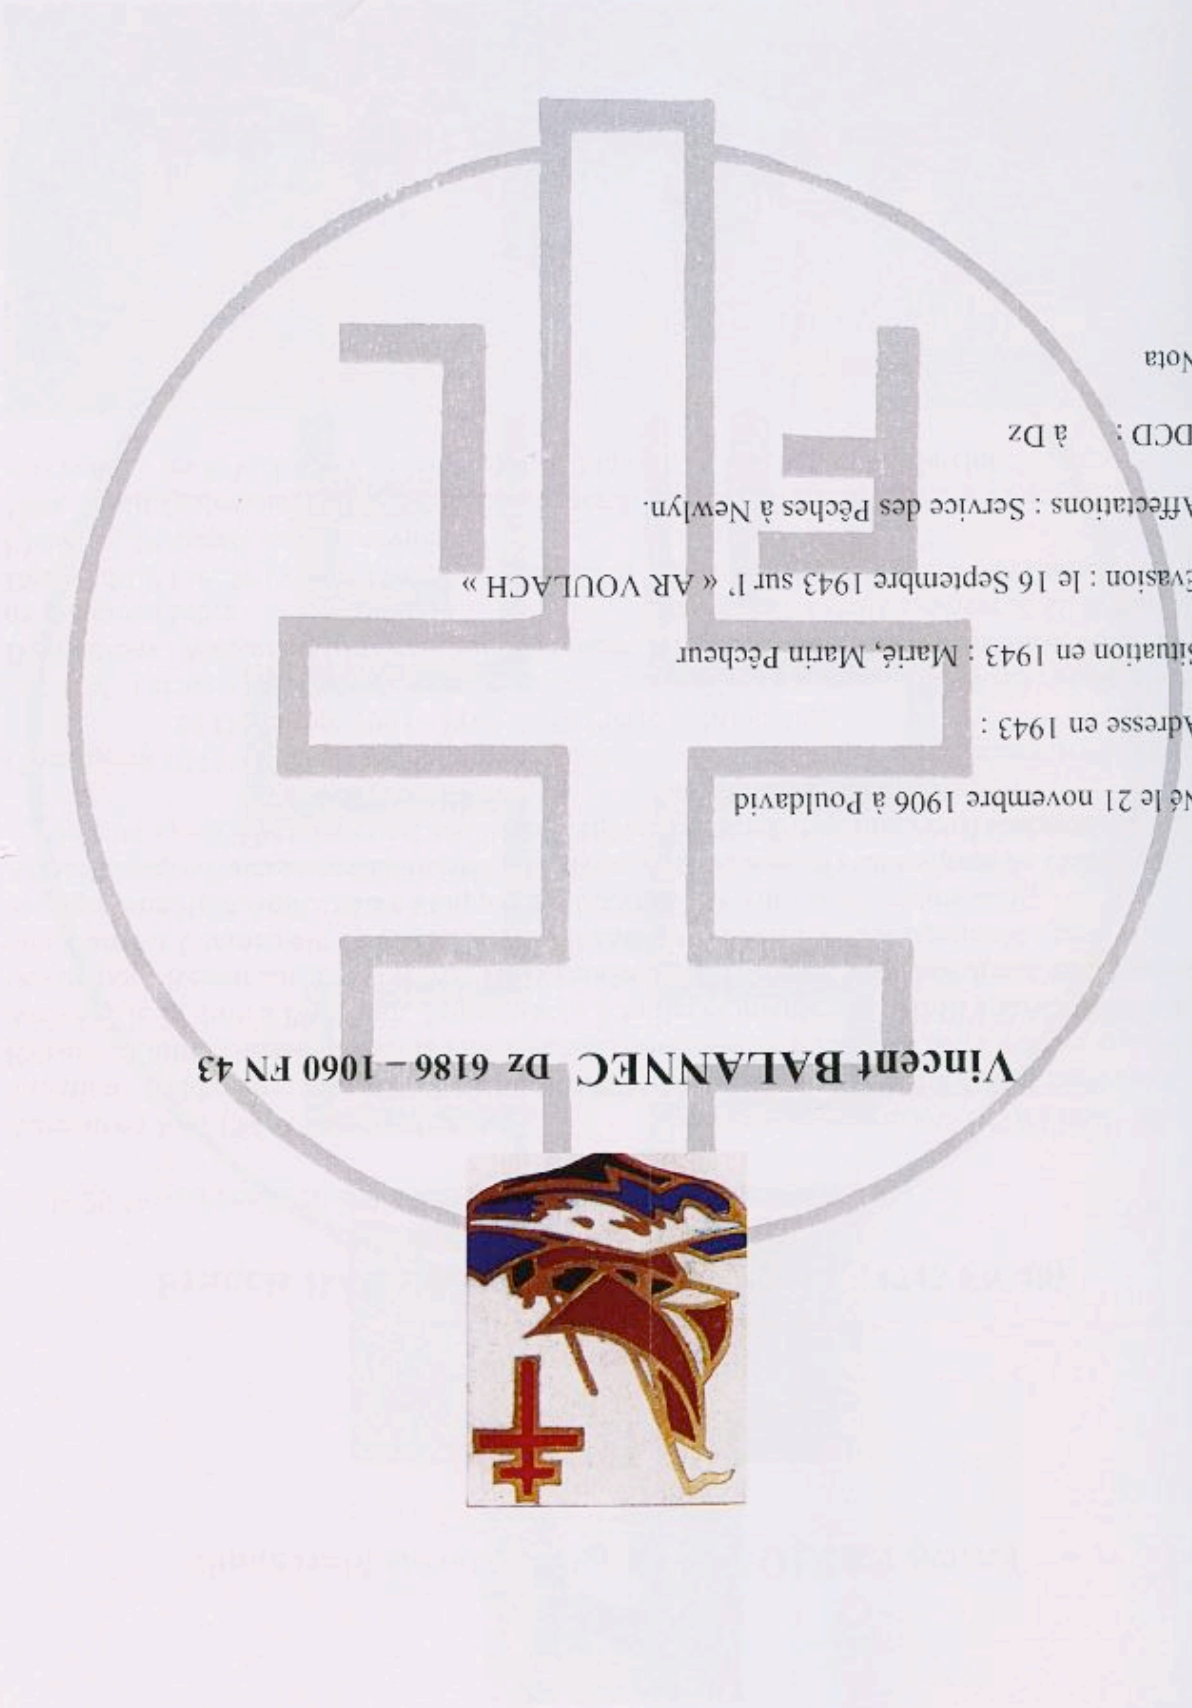 Vincent BALANNEC Dz 6186 – 1060 FN 43
Né le 21 novembre 1906 à Pouldavid
Adresse en 1943 :
Situation en 1943 : Marié, Marin Pêcheur
Evasion : le 16 Septembre 1943 sur l' « AR VOULACH »
Affectations : Service des Pêches à Newlyn.
DCD : à Dz
Nota
F L